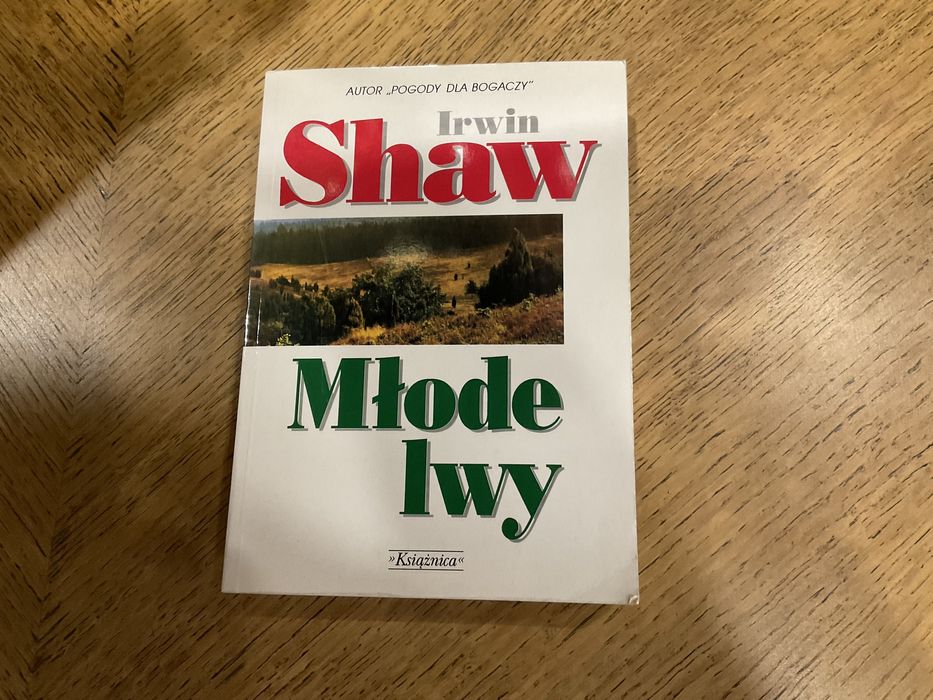 AUTOR „POGODY DLA BOGACZY”
Irwin
Shaw
Młode
lwy
»Książnica«